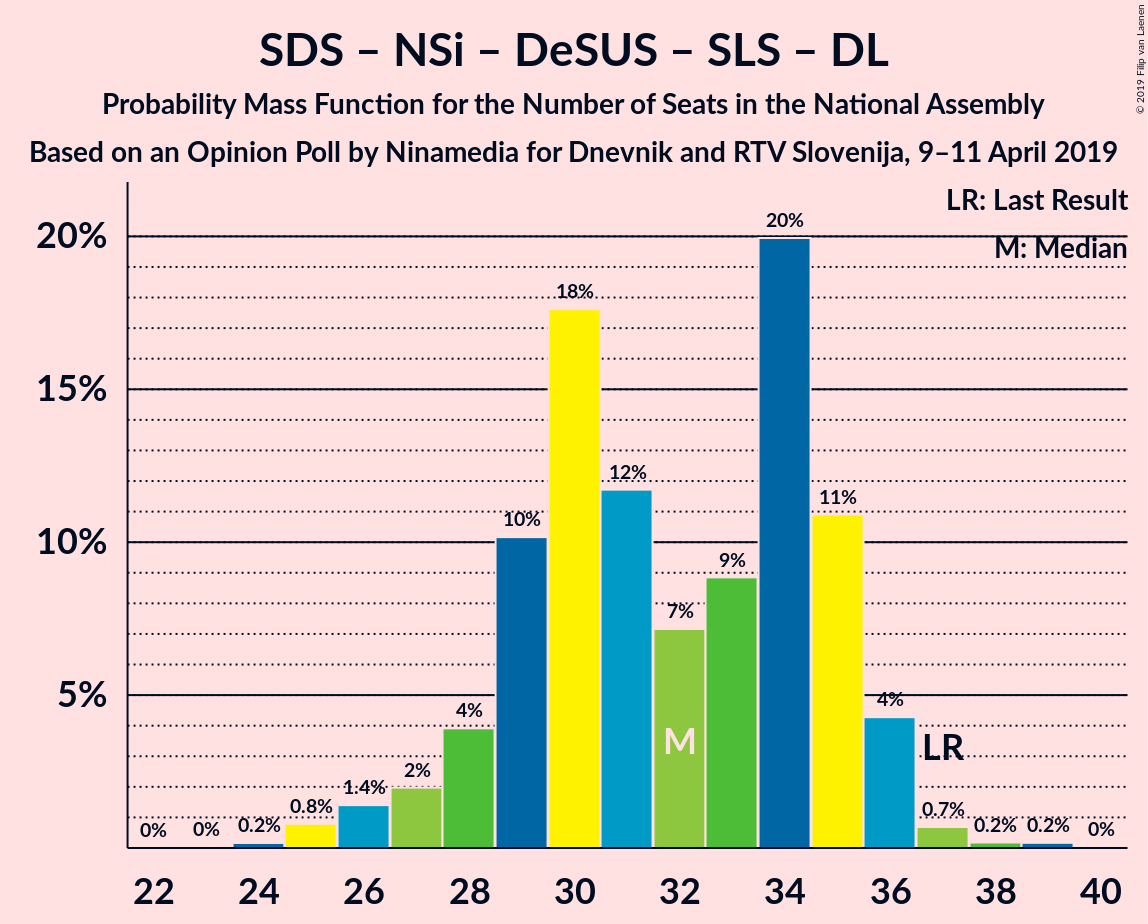 SDS – NSi – DeSUS – SLS – DL
Probability Mass Function for the Number of Seats in the National Assembly
Based on an Opinion Poll by Ninamedia for Dnevnik and RTV Slovenija, 9–11 April 2019
© 2019 Filip van Laenen
LR: Last Result
M: Median
20%
15%
10%
5%
0%
0%
0.2%
0.8%
1.4%
2%
4%
10%
18%
12%
7%
9%
20%
11%
4%
0.7%
0.2%
0.2%
0%
M
LR
22 24 26 28 30 32 34 36 38 40